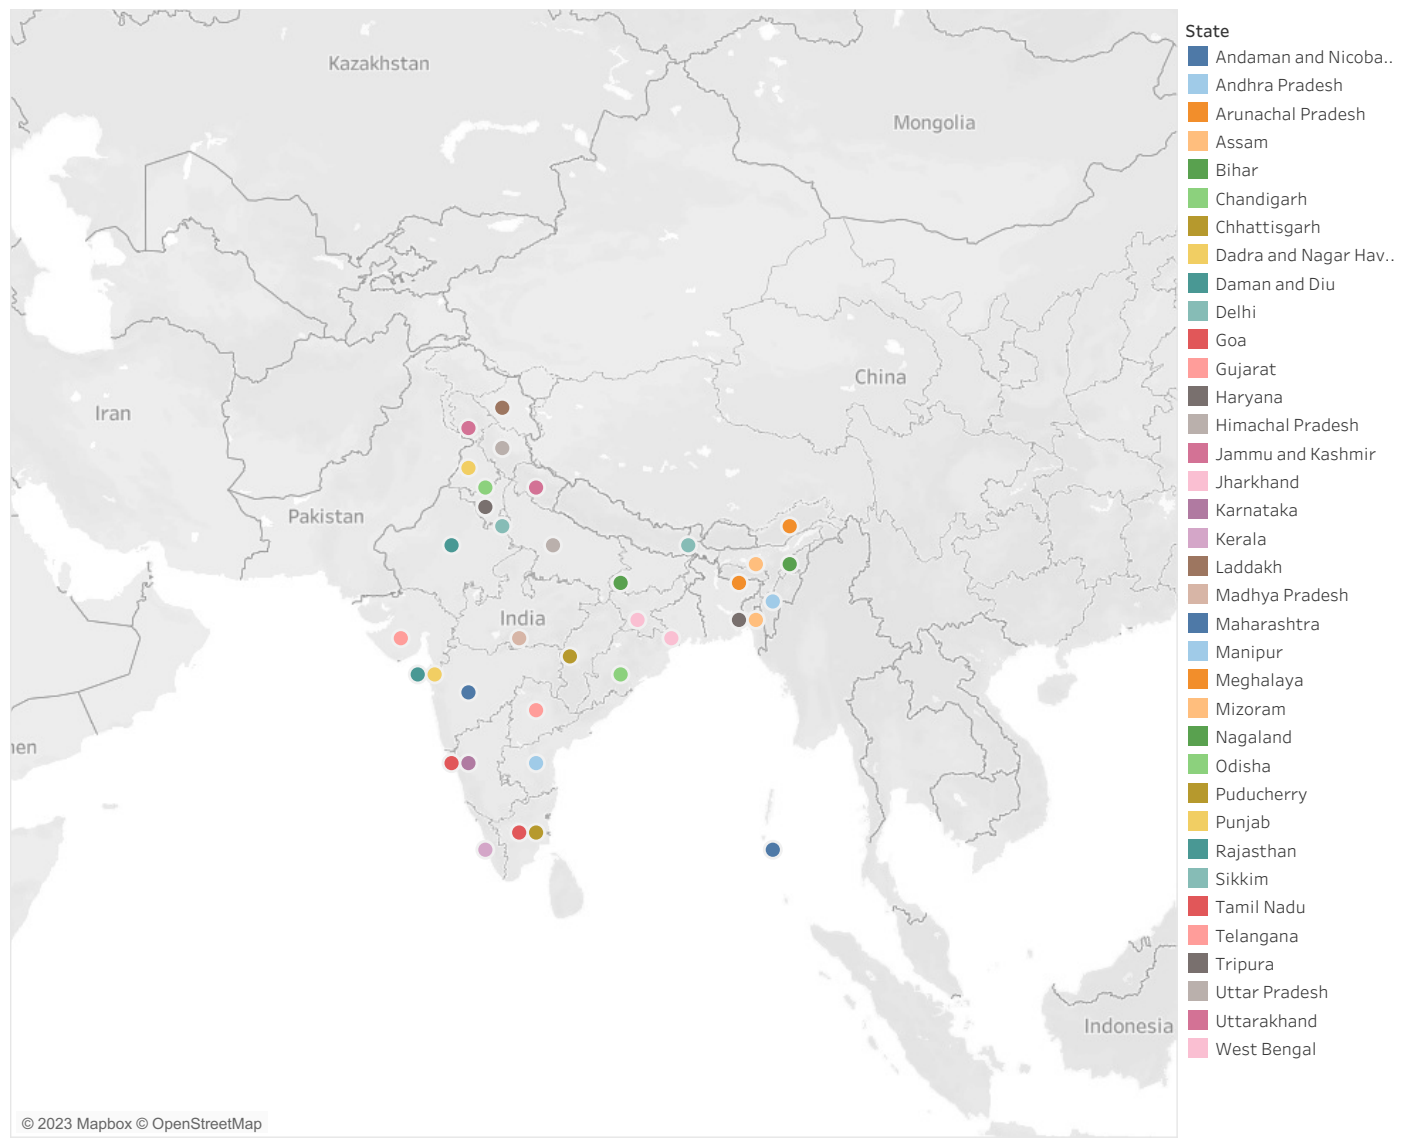 Kazakhstan
Mongolia
China
Iran
Pakistan
India
Indonesia
© 2023 Mapbox © OpenStreetMap
State
Andaman and Nicoba..
Andhra Pradesh
Arunachal Pradesh
Assam
Bihar
Chandigarh
Chhattisgarh
Dadra and Nagar Hav..
Daman and Diu
Delhi
Goa
Gujarat
Haryana
Himachal Pradesh
Jammu and Kashmir
Jharkhand
Karnataka
Kerala
Laddakh
Madhya Pradesh
Maharashtra
Manipur
Meghalaya
Mizoram
Nagaland
Odisha
Puducherry
Punjab
Rajasthan
Sikkim
Tamil Nadu
Telangana
Tripura
Uttar Pradesh
Uttarakhand
West Bengal